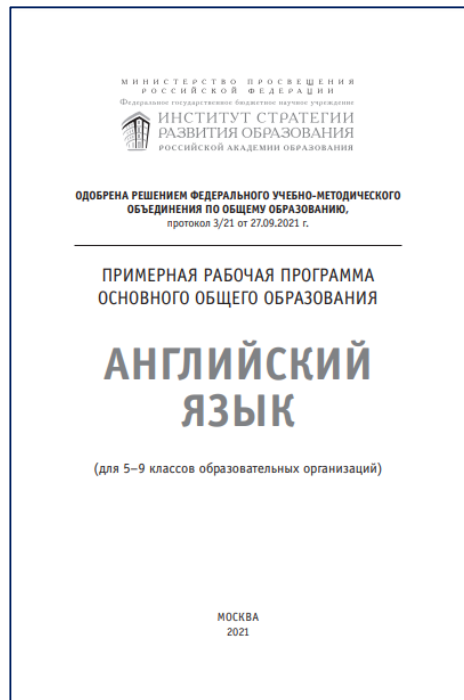 МИНИСТЕРСТВО ПРОСВЕЩЕНИЯ
РОССИЙСКОЙ ФЕДЕРАЦИИ
Федеральное государственное бюджетное научное учреждение
ИНСТИТУТ СТРАТЕГИИ
РАЗВИТИЯ ОБРАЗОВАНИЯ
РОССИЙСКОЙ АКАДЕМИИ ОБРАЗОВАНИЯ
ОДОБРЕНА РЕШЕНИЕМ ФЕДЕРАЛЬНОГО УЧЕБНО-МЕТОДИЧЕСКОГО
ОБЪЕДИНЕНИЯ ПО ОБЩЕМУ ОБРАЗОВАНИЮ,
протокол 3/21 от 27.09.2021 г.
ПРИМЕРНАЯ РАБОЧАЯ ПРОГРАММА
ОСНОВНОГО ОБЩЕГО ОБРАЗОВАНИЯ
АНГЛИЙСКИЙ
ЯЗЫК
(для 5–9 классов образовательных организаций)
МОСКВА
2021